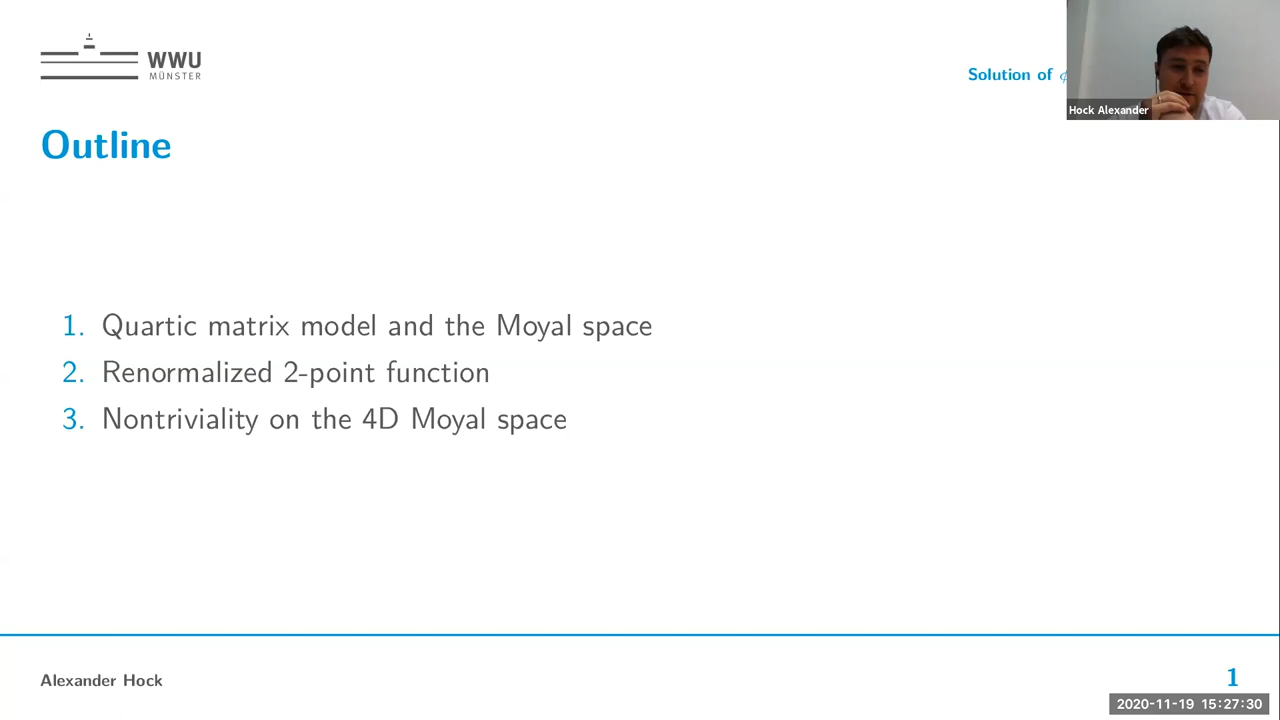 WWU
MÜNSTER
Solution of ϕ
Hock Alexander
Outline
1. Quartic matrix model and the Moyal space
2. Renormalized 2-point function
3. Nontriviality on the 4D Moyal space
Alexander Hock
1
2020-11-19 15:27:30